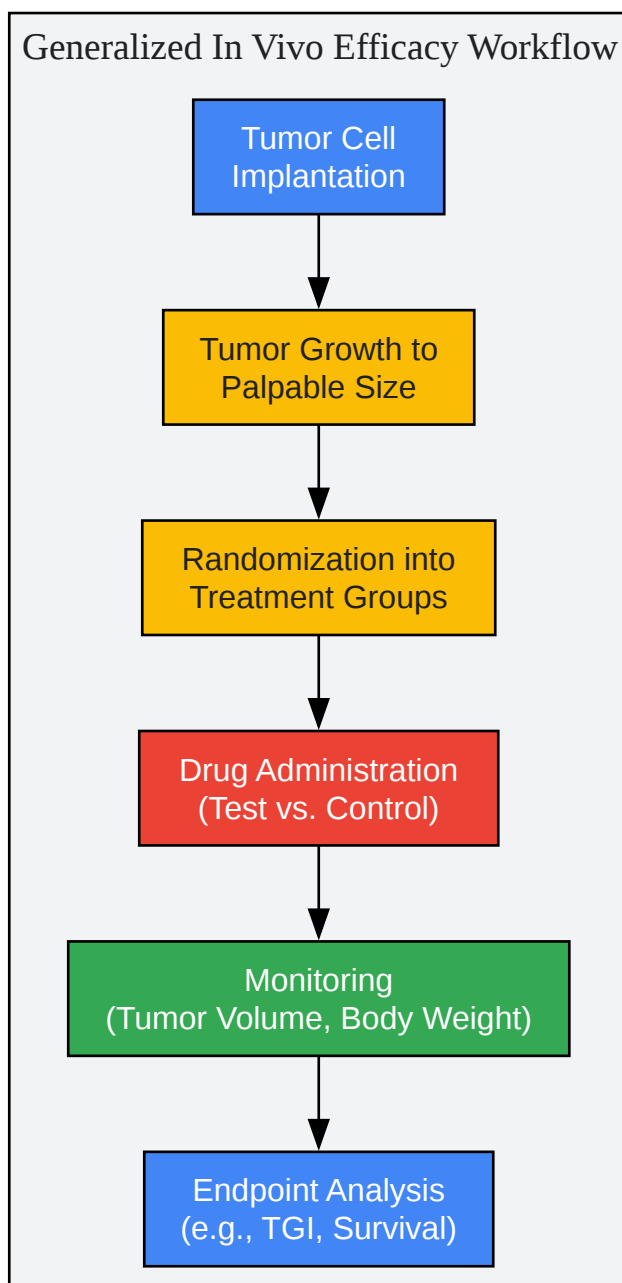 Generalized In Vivo Efficacy Workflow
Tumor Cell
Implantation
Tumor Growth to
Palpable Size
Randomization into
Treatment Groups
Drug Administration
(Test vs. Control)
Monitoring
(Tumor Volume, Body Weight)
Endpoint Analysis
(e.g., TGI, Survival)